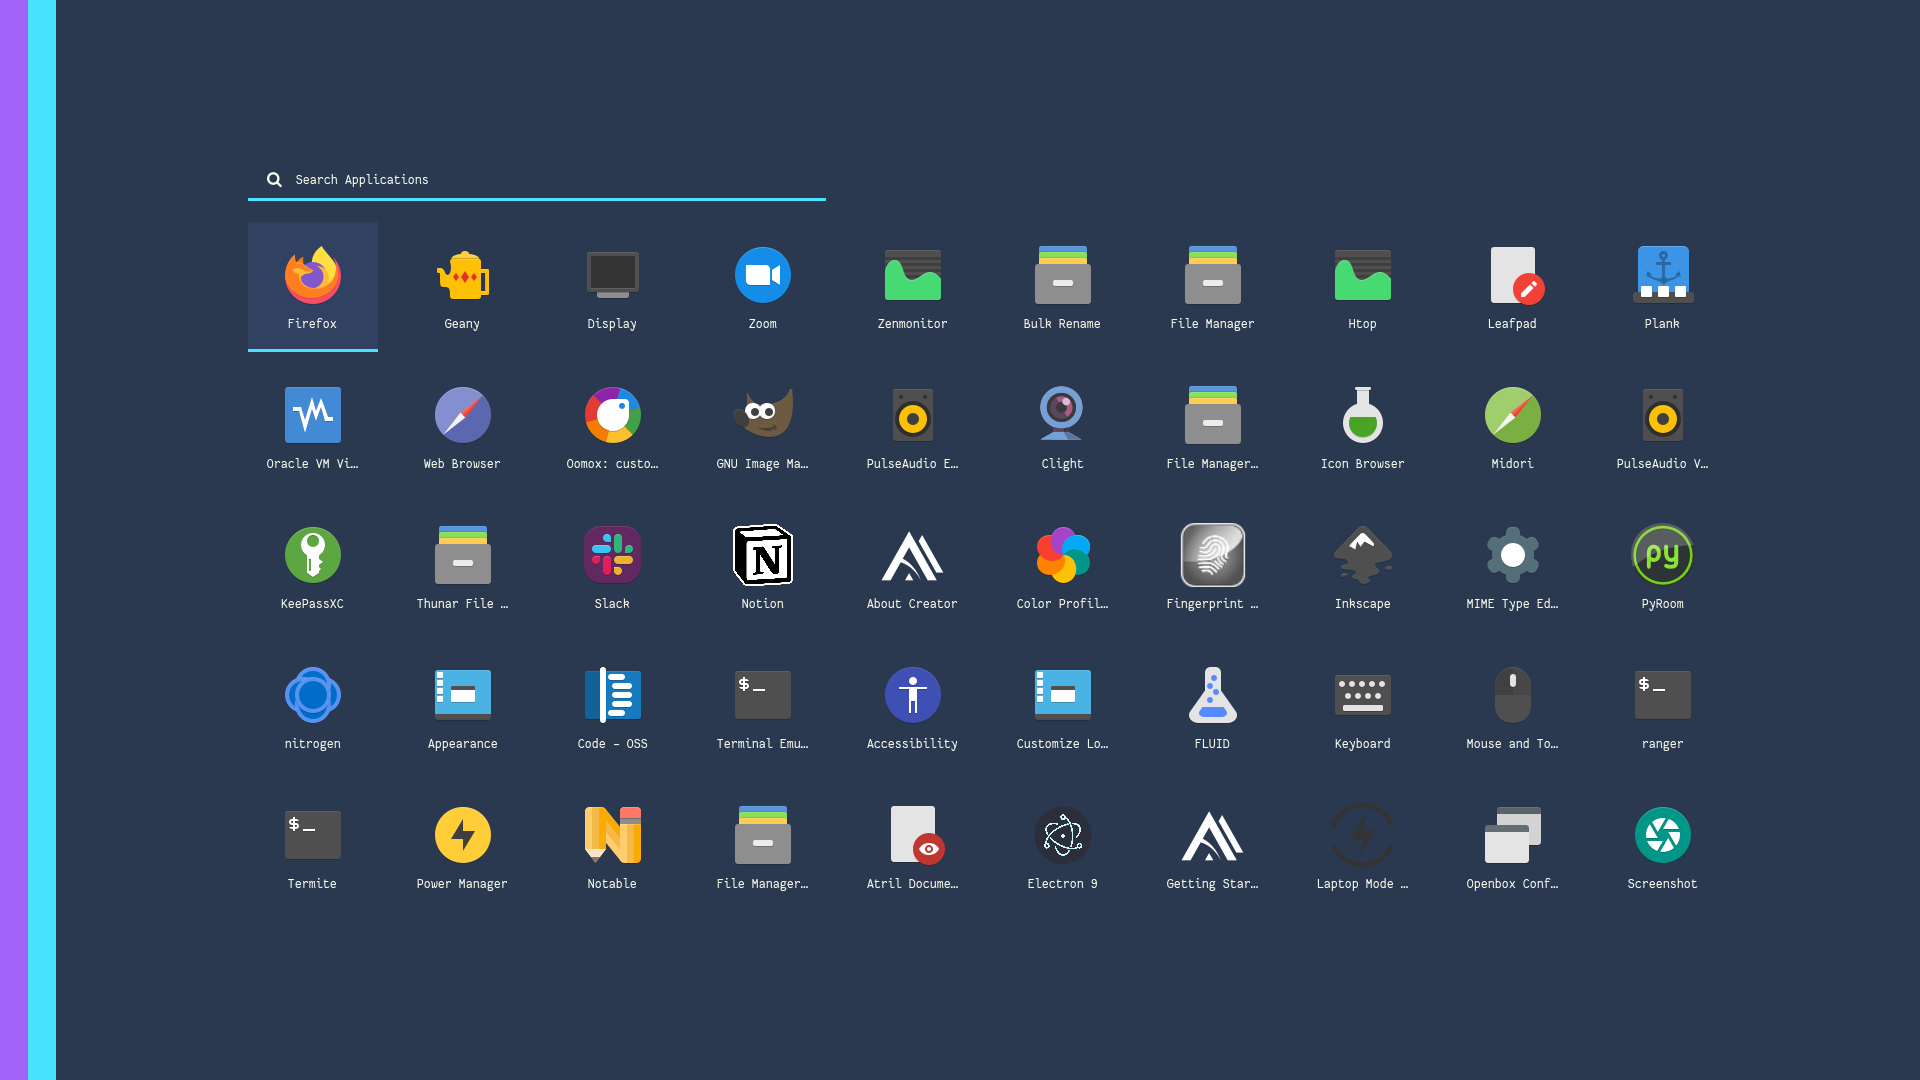 Search Applications
Firefox
Geany
Display
Zoom
Zenmonitor
Bulk Rename
File Manager
Htop
Leafpad
Plank
Oracle VM Vi…
Web Browser
Oomox: custo…
GNU Image Ma…
PulseAudio E…
Clight
File Manager…
Icon Browser
Midori
PulseAudio V…
N
py
KeePassXC
Thunar File …
Slack
Notion
About Creator
Color Profil…
Fingerprint …
Inkscape
MIME Type Ed…
PyRoom
$_
$_
nitrogen
Appearance
Code - OSS
Terminal Emu…
Accessibility
Customize Lo…
FLUID
Keyboard
Mouse and To…
ranger
$_
Termite
Power Manager
Notable
File Manager…
Atril Docume…
Electron 9
Getting Star…
Laptop Mode …
Openbox Conf…
Screenshot